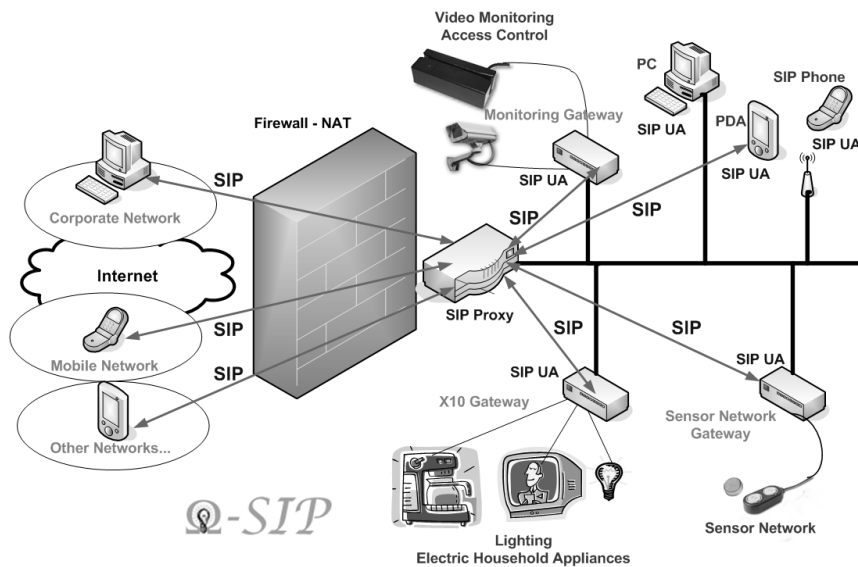 Video Monitoring
Access Control
PC
SIP Phone
Monitoring Gateway
PDA
Firewall - NAT
SIP UA
SIP UA
SIP UA
SIP UA
SIP
SIP
SIP
Corporate Network
Internet
SIP Proxy
SIP
SIP
SIP
Mobile Network
SIP
SIP UA
SIP UA
X10 Gateway
Sensor Network
Gateway
Other Networks...
Ω-SIP
Sensor Network
Lighting
Electric Household Appliances